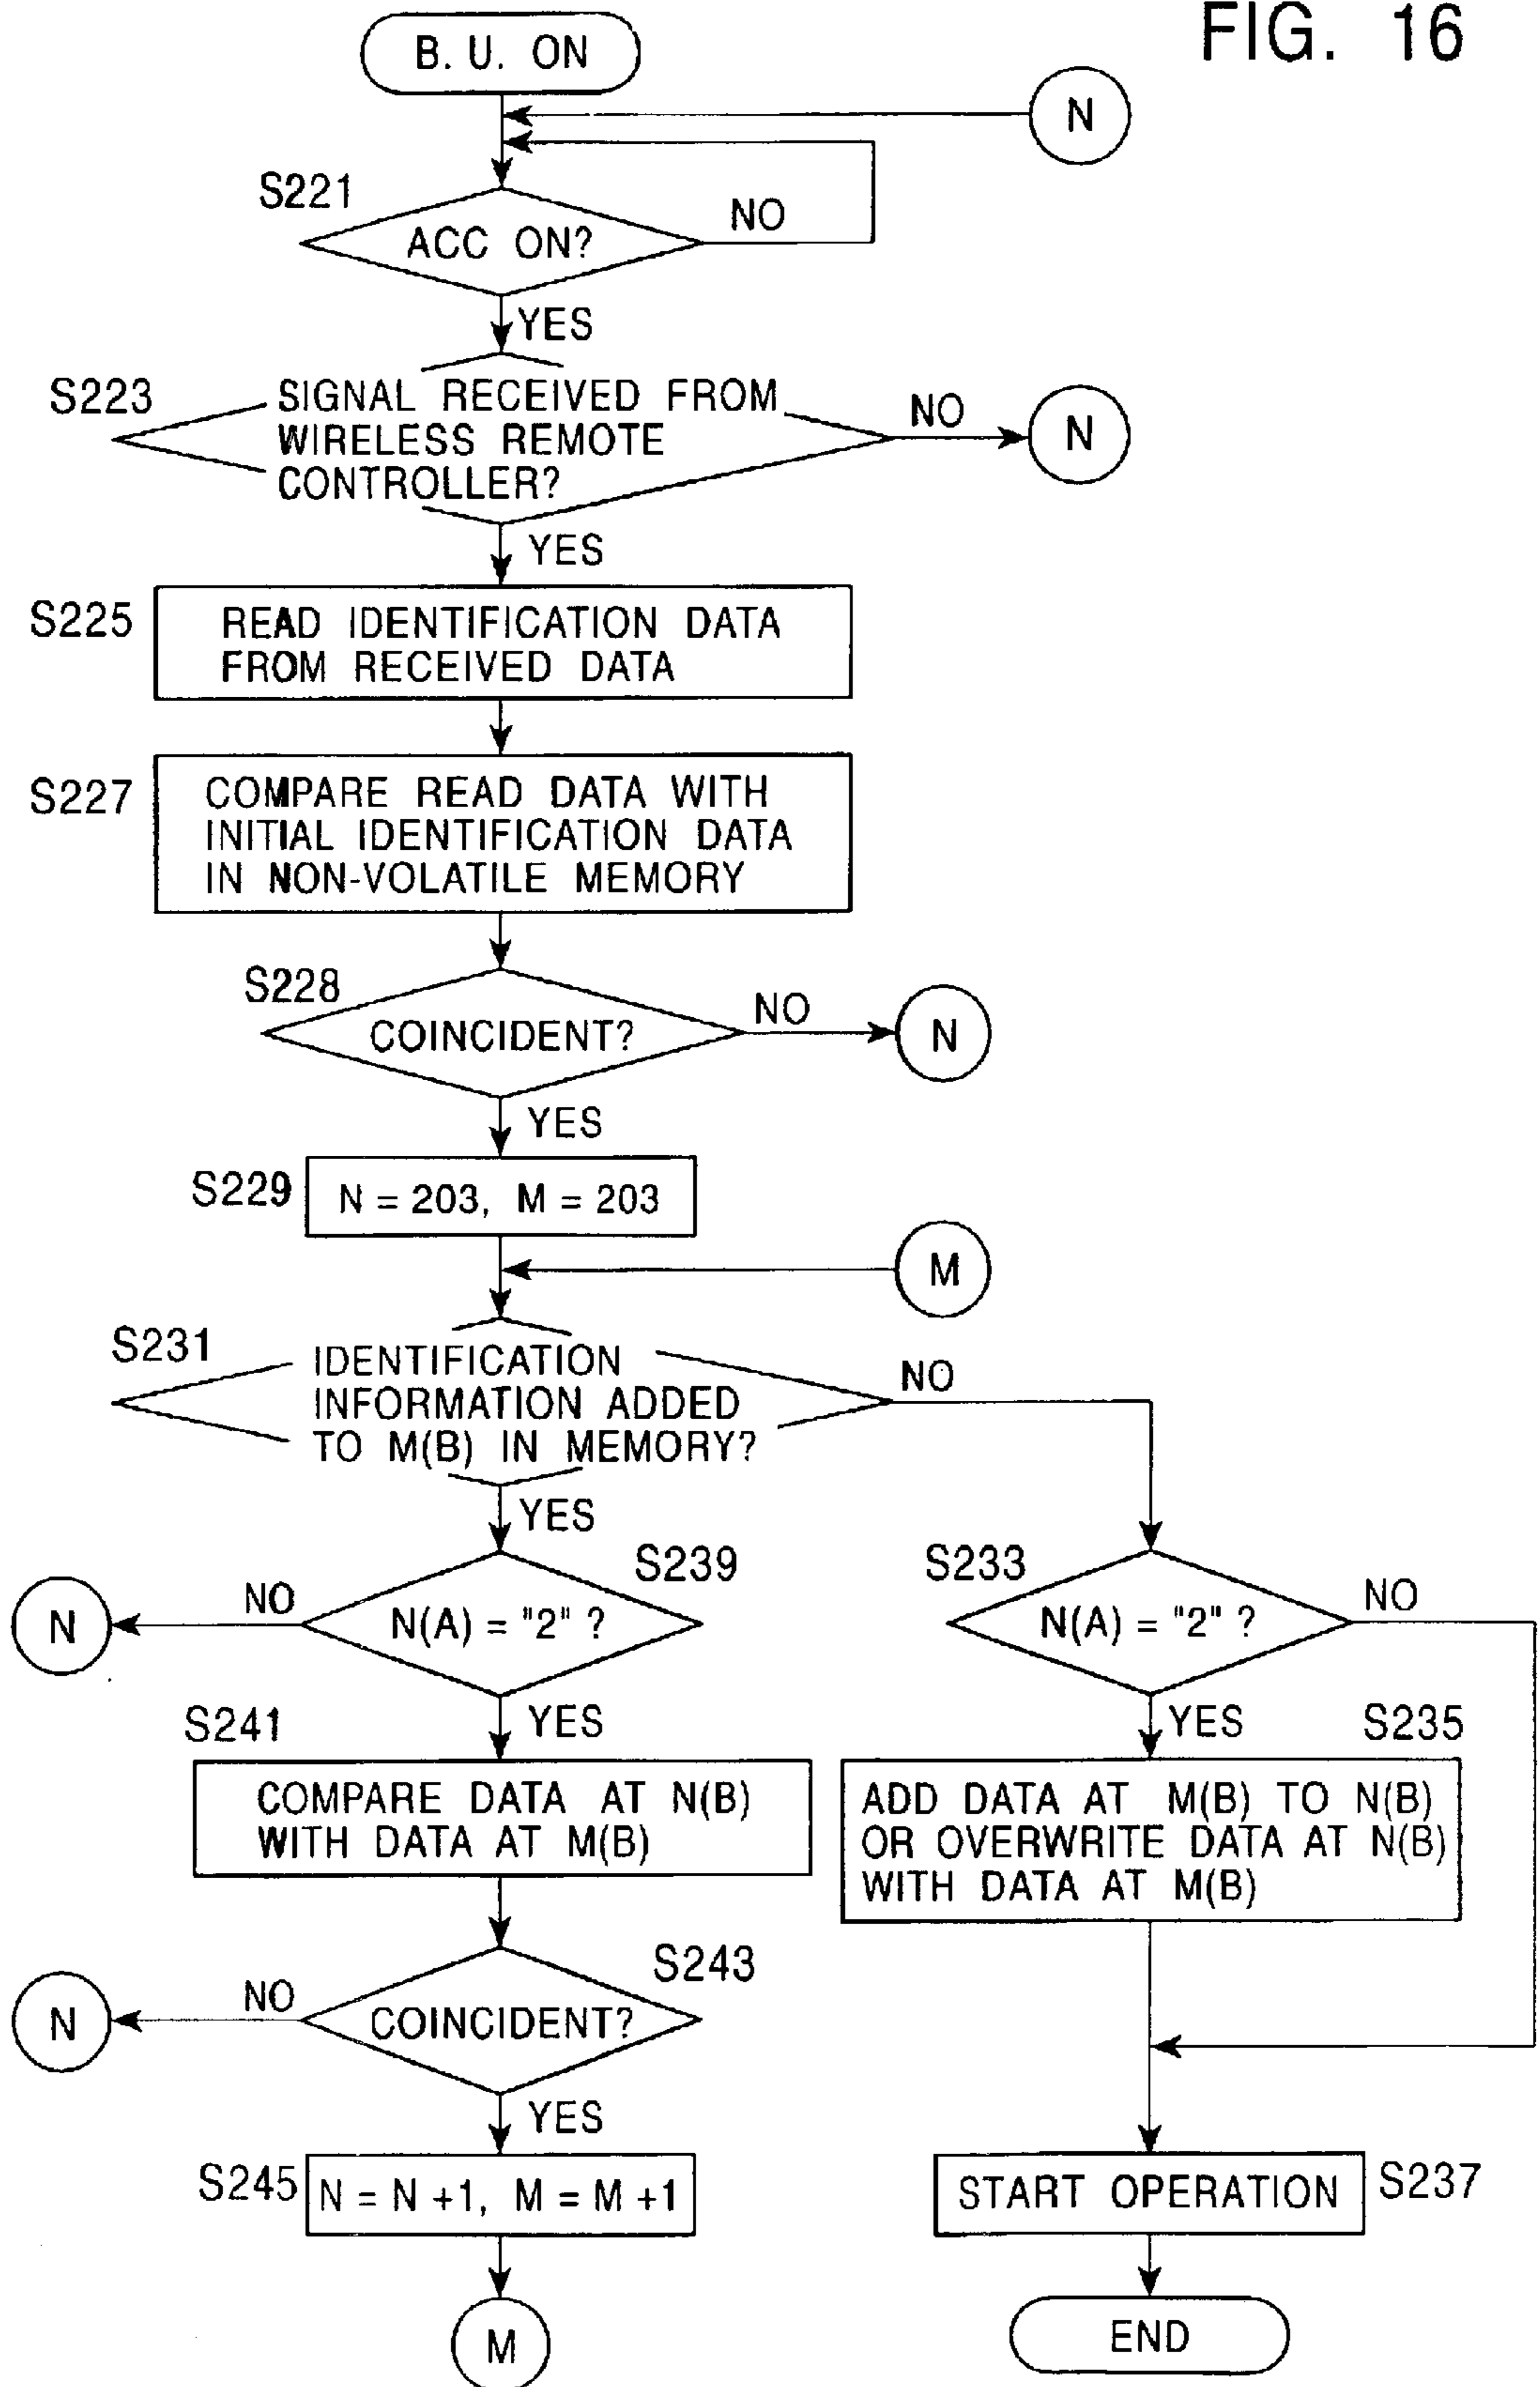 FIG. 16
B. U. ON
N
S221
ACC ON?
NO
YES
S223
SIGNAL RECEIVED FROM
WIRELESS REMOTE
CONTROLLER?
NO
N
YES
S225
READ IDENTIFICATION DATA
FROM RECEIVED DATA
S227
COMPARE READ DATA WITH
INITIAL IDENTIFICATION DATA
IN NON-VOLATILE MEMORY
S228
COINCIDENT?
NO
N
YES
S229
N = 203, M = 203
M
S231
IDENTIFICATION
INFORMATION ADDED
TO M(B) IN MEMORY?
NO
YES
S239
N(A) = "2" ?
NO
N
YES
S233
N(A) = "2" ?
NO
YES
S241
COMPARE DATA AT N(B)
WITH DATA AT M(B)
S235
ADD DATA AT M(B) TO N(B)
OR OVERWRITE DATA AT N(B)
WITH DATA AT M(B)
S243
COINCIDENT?
NO
N
YES
S245
N = N +1, M = M +1
M
START OPERATION
S237
END